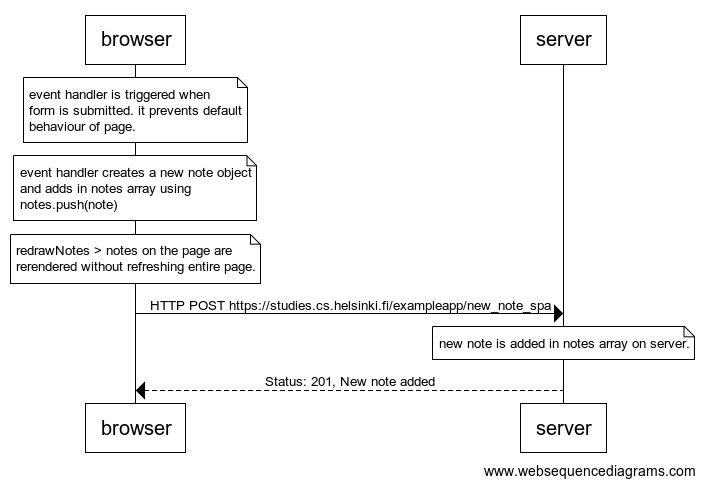 browser
server
event handler is triggered when
form is submitted. it prevents default
behaviour of page.
event handler creates a new note object
and adds in notes array using
notes.push(note)
redrawNotes > notes on the page are
rerendered without refreshing entire page.
HTTP POST https://studies.cs.helsinki.fi/exampleapp/new_note_spa
new note is added in notes array on server.
Status: 201, New note added
browser
server
www.websequencediagrams.com